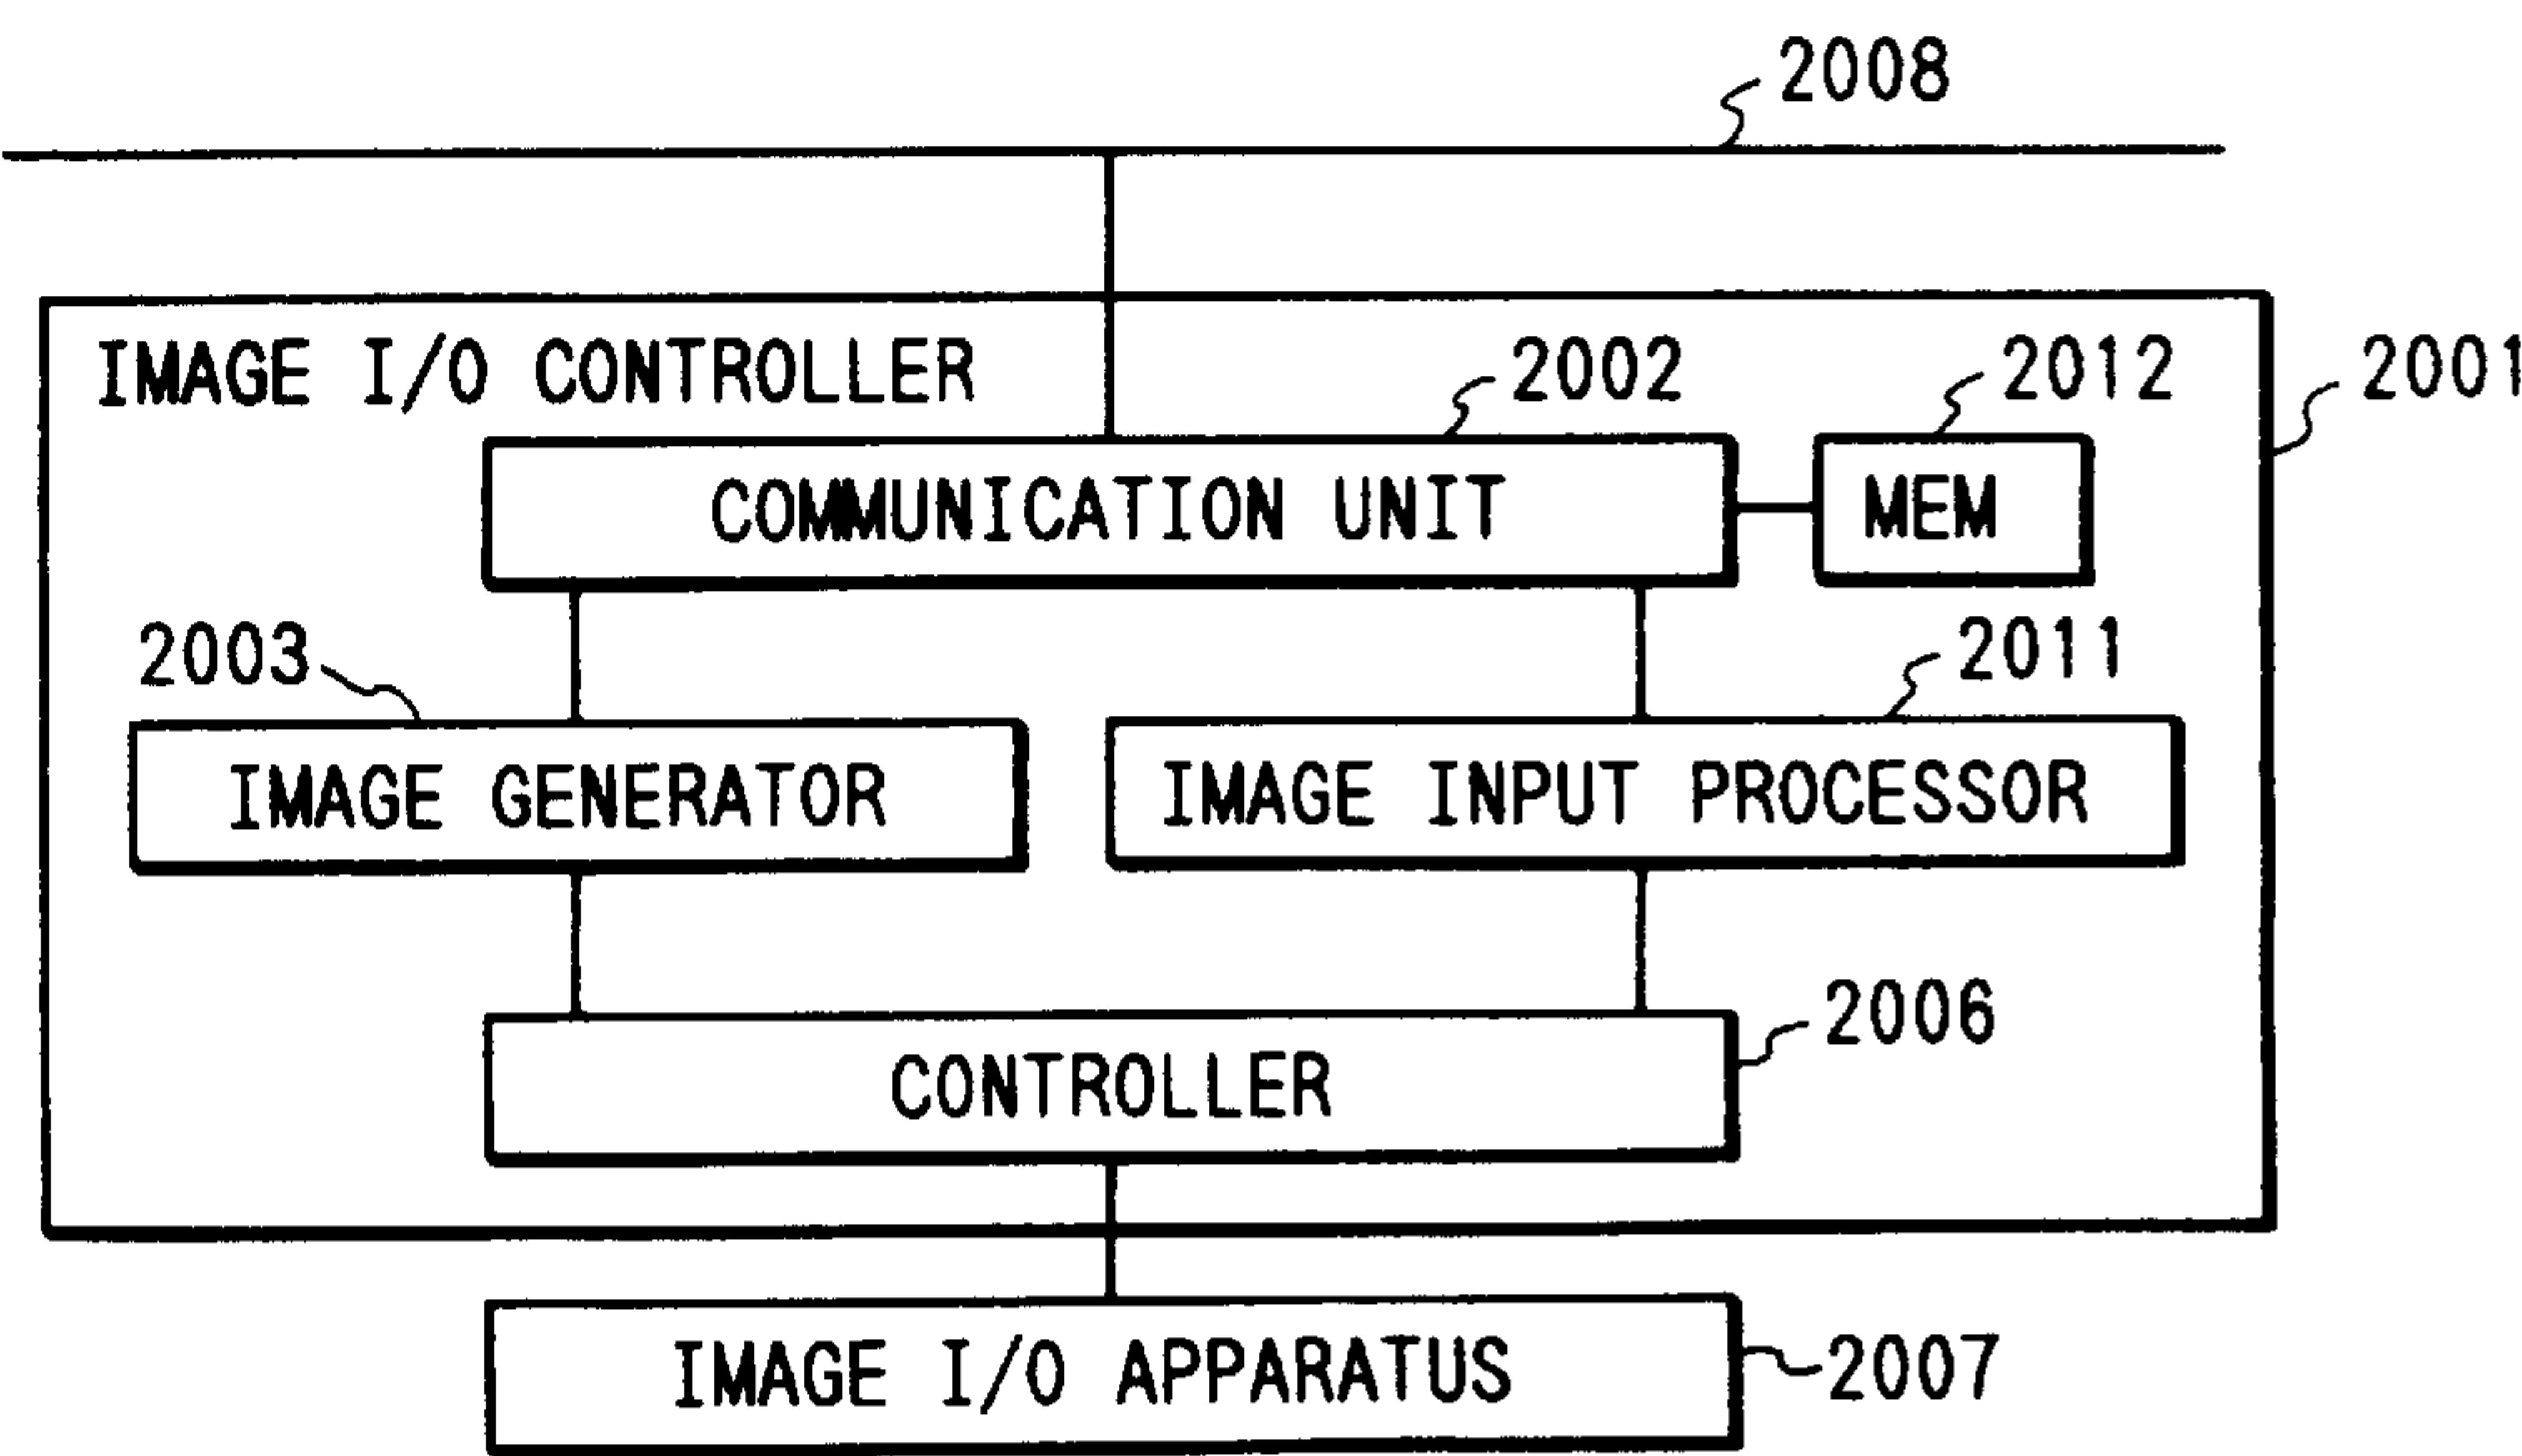 2008
IMAGE I/O CONTROLLER
2002
2012
2001
COMMUNICATION UNIT
MEM
2003
2011
IMAGE GENERATOR
IMAGE INPUT PROCESSOR
2006
CONTROLLER
IMAGE I/O APPARATUS
2007